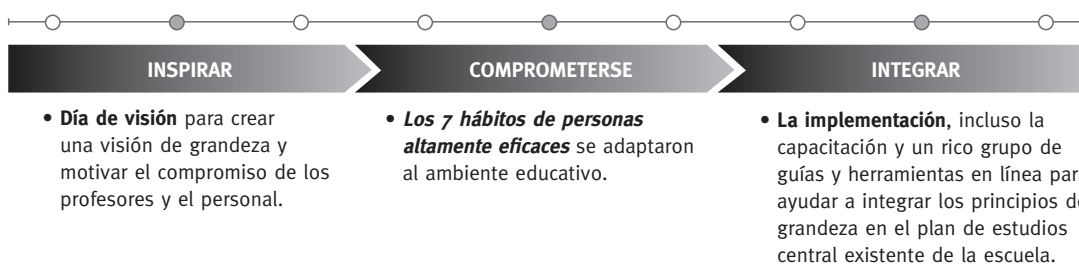 INSPIRAR
COMPROMETERSE
INTEGRAR
• Día de visión para crear
una visión de grandeza y
motivar el compromiso de los
profesores y el personal.
• Los 7 hábitos de personas
altamente eficaces se adaptaron
al ambiente educativo.
• La implementación, incluso la
capacitación y un rico grupo de
guías y herramientas en línea para
ayudar a integrar los principios de
grandeza en el plan de estudios
central existente de la escuela.